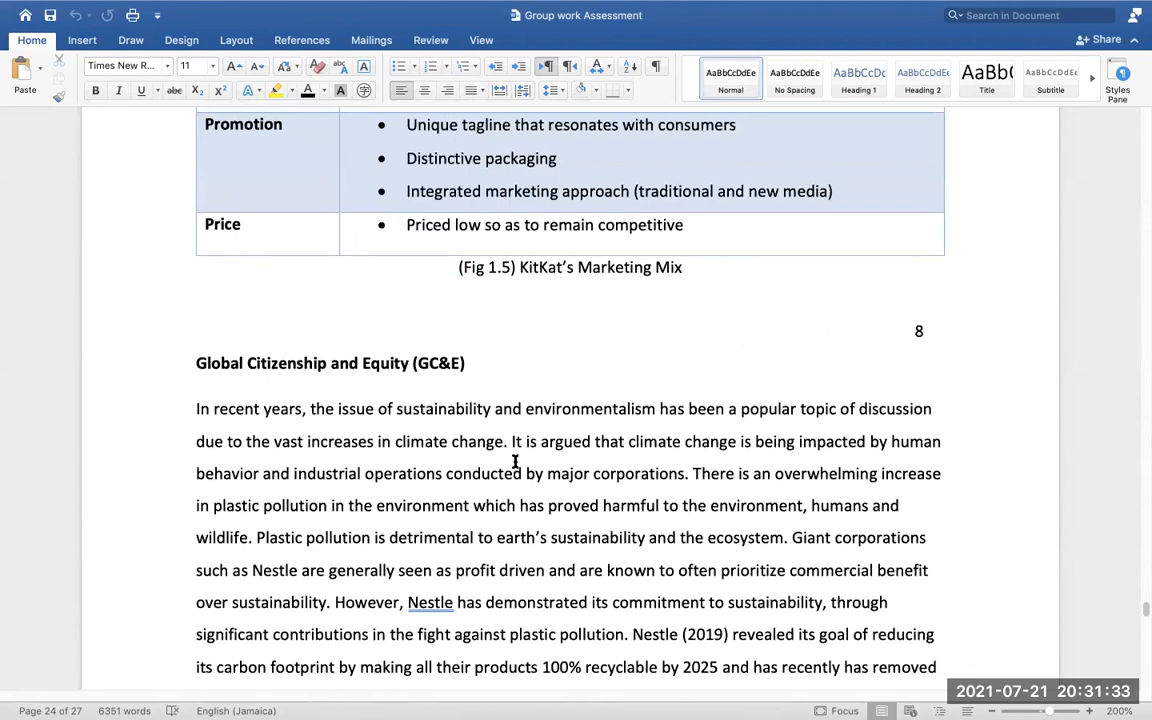 Group work Assessment
Search in Document
Home Insert Draw Design Layout References Mailings Review View
Share
Paste
Times New R... 11
AaBbCcDdEe AaBbCcDdEe AaBbCcDc AaBbCcDdEe AaBb( AaBbCcDdEe
Normal No Spacing Heading 1 Heading 2 Title Subtitle
Styles Pane
Promotion
• Unique tagline that resonates with consumers
• Distinctive packaging
• Integrated marketing approach (traditional and new media)
Price
• Priced low so as to remain competitive
(Fig 1.5) KitKat’s Marketing Mix
8
Global Citizenship and Equity (GC&E)
In recent years, the issue of sustainability and environmentalism has been a popular topic of discussion
due to the vast increases in climate change. It is argued that climate change is being impacted by human
behavior and industrial operations conducted by major corporations. There is an overwhelming increase
in plastic pollution in the environment which has proved harmful to the environment, humans and
wildlife. Plastic pollution is detrimental to earth’s sustainability and the ecosystem. Giant corporations
such as Nestle are generally seen as profit driven and are known to often prioritize commercial benefit
over sustainability. However, Nestle has demonstrated its commitment to sustainability, through
significant contributions in the fight against plastic pollution. Nestle (2019) revealed its goal of reducing
its carbon footprint by making all their products 100% recyclable by 2025 and has recently has removed
2021-07-21 20:31:33
Page 24 of 27 6351 words English (Jamaica) Focus 200%